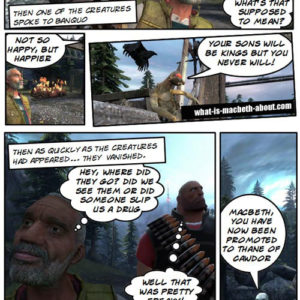 THEN ONE OF THE CREATURES
SPOKE TO BANQUO
WHAT'S THAT
SUPPOSED
TO MEAN?
NOT SO
HAPPY, BUT
HAPPIER
YOUR SONS WILL
BE KINGS BUT YOU
NEVER WILL!
what-is-macbeth-about.com
THEN AS QUICKLY AS THE CREATURES
HAD APPEARED... THEY VANISHED.
HEY, WHERE DID
THEY GO? DID WE
SEE THEM OR DID
SOMEONE SLIP
US A DRUG
WELL THAT
WAS PRETTY
MACBETH,
YOU HAVE
NOW BEEN
PROMOTED
TO THANE OF
CAWDOR